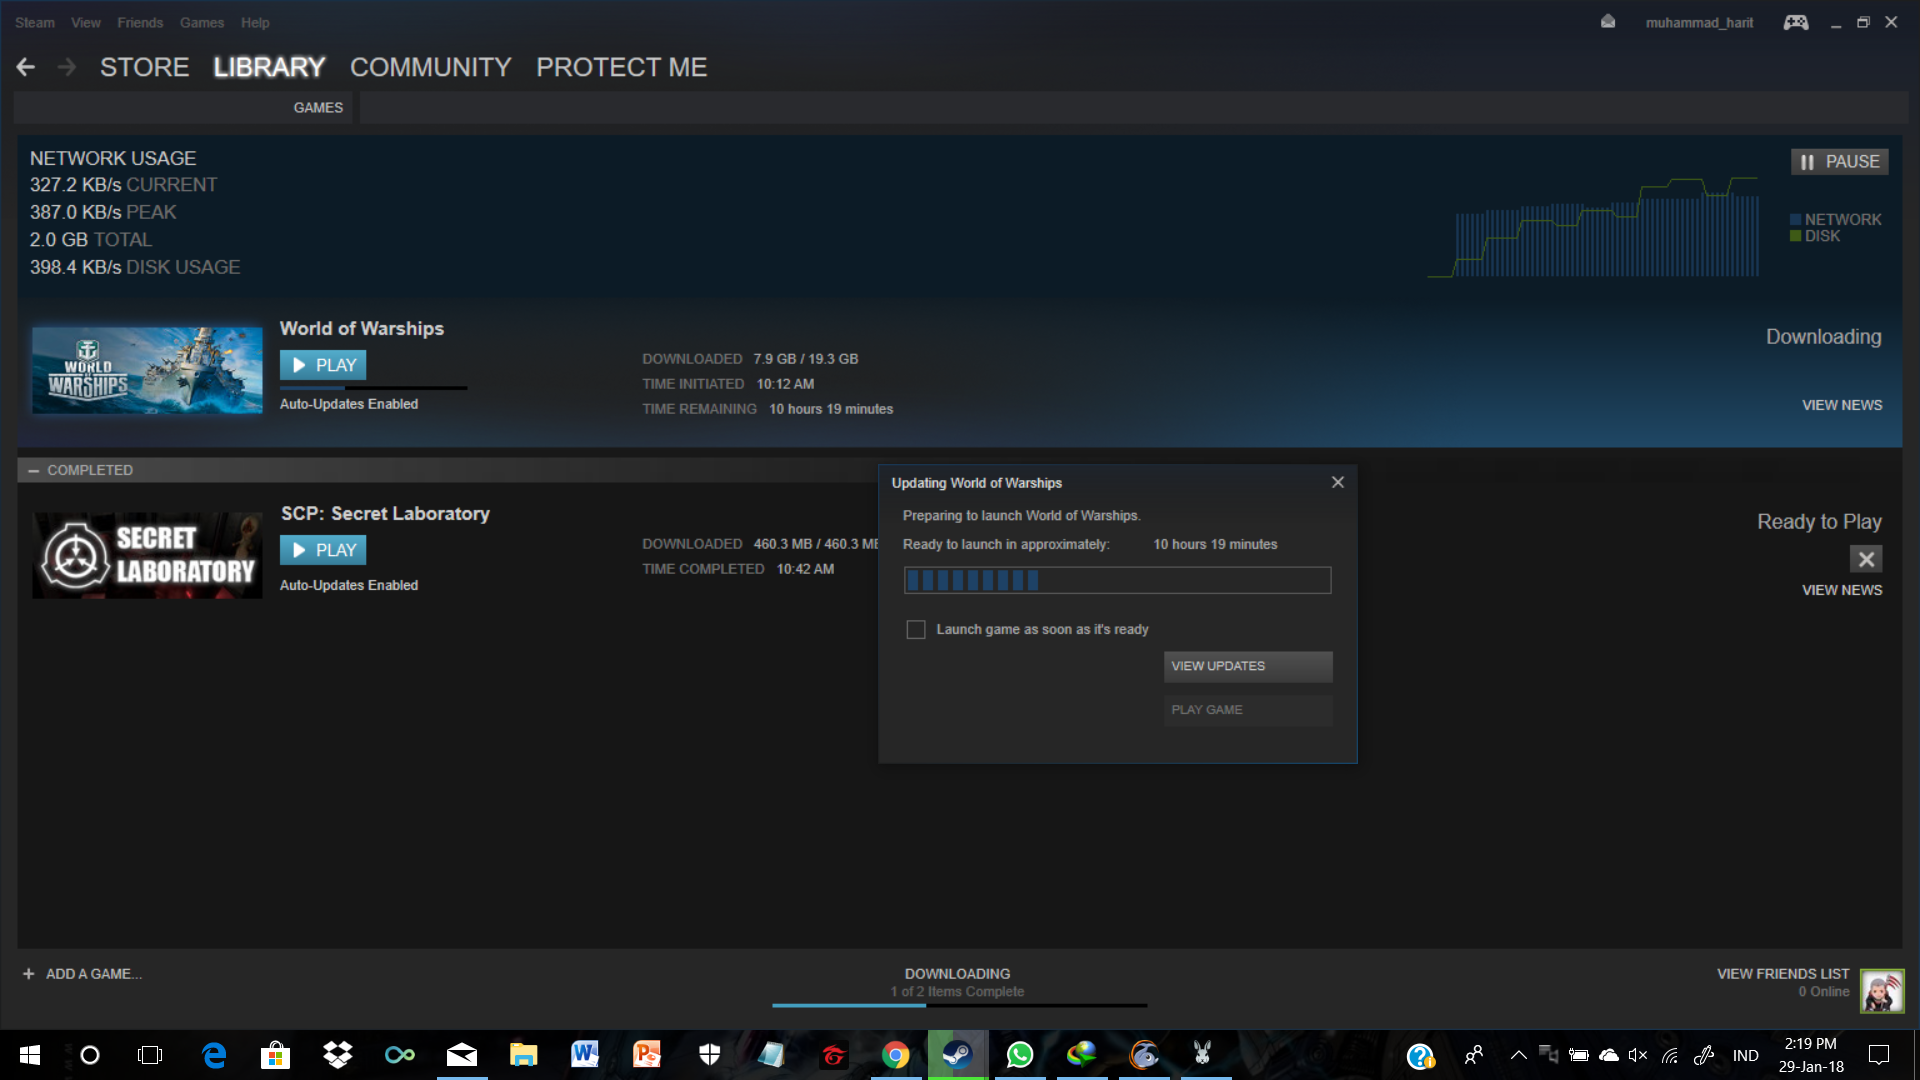 Steam View Friends Games Help
muhammad_harit
STORE LIBRARY COMMUNITY PROTECT ME
GAMES
NETWORK USAGE
327.2 KB/s CURRENT
387.0 KB/s PEAK
2.0 GB TOTAL
398.4 KB/s DISK USAGE
PAUSE
NETWORK
DISK
WORLD OF WARSHIPS
World of Warships
PLAY
Auto-Updates Enabled
DOWNLOADED 7.9 GB / 19.3 GB
TIME INITIATED 10:12 AM
TIME REMAINING 10 hours 19 minutes
Downloading
VIEW NEWS
COMPLETED
SECRET
LABORATORY
SCP: Secret Laboratory
PLAY
Auto-Updates Enabled
DOWNLOADED 460.3 MB / 460.3 MB
TIME COMPLETED 10:42 AM
Ready to Play
VIEW NEWS
Updating World of Warships
Preparing to launch World of Warships.
Ready to launch in approximately: 10 hours 19 minutes
Launch game as soon as it's ready
VIEW UPDATES
PLAY GAME
+ ADD A GAME...
DOWNLOADING
1 of 2 Items Complete
VIEW FRIENDS LIST
0 Online
IND
2:19 PM
29-Jan-18